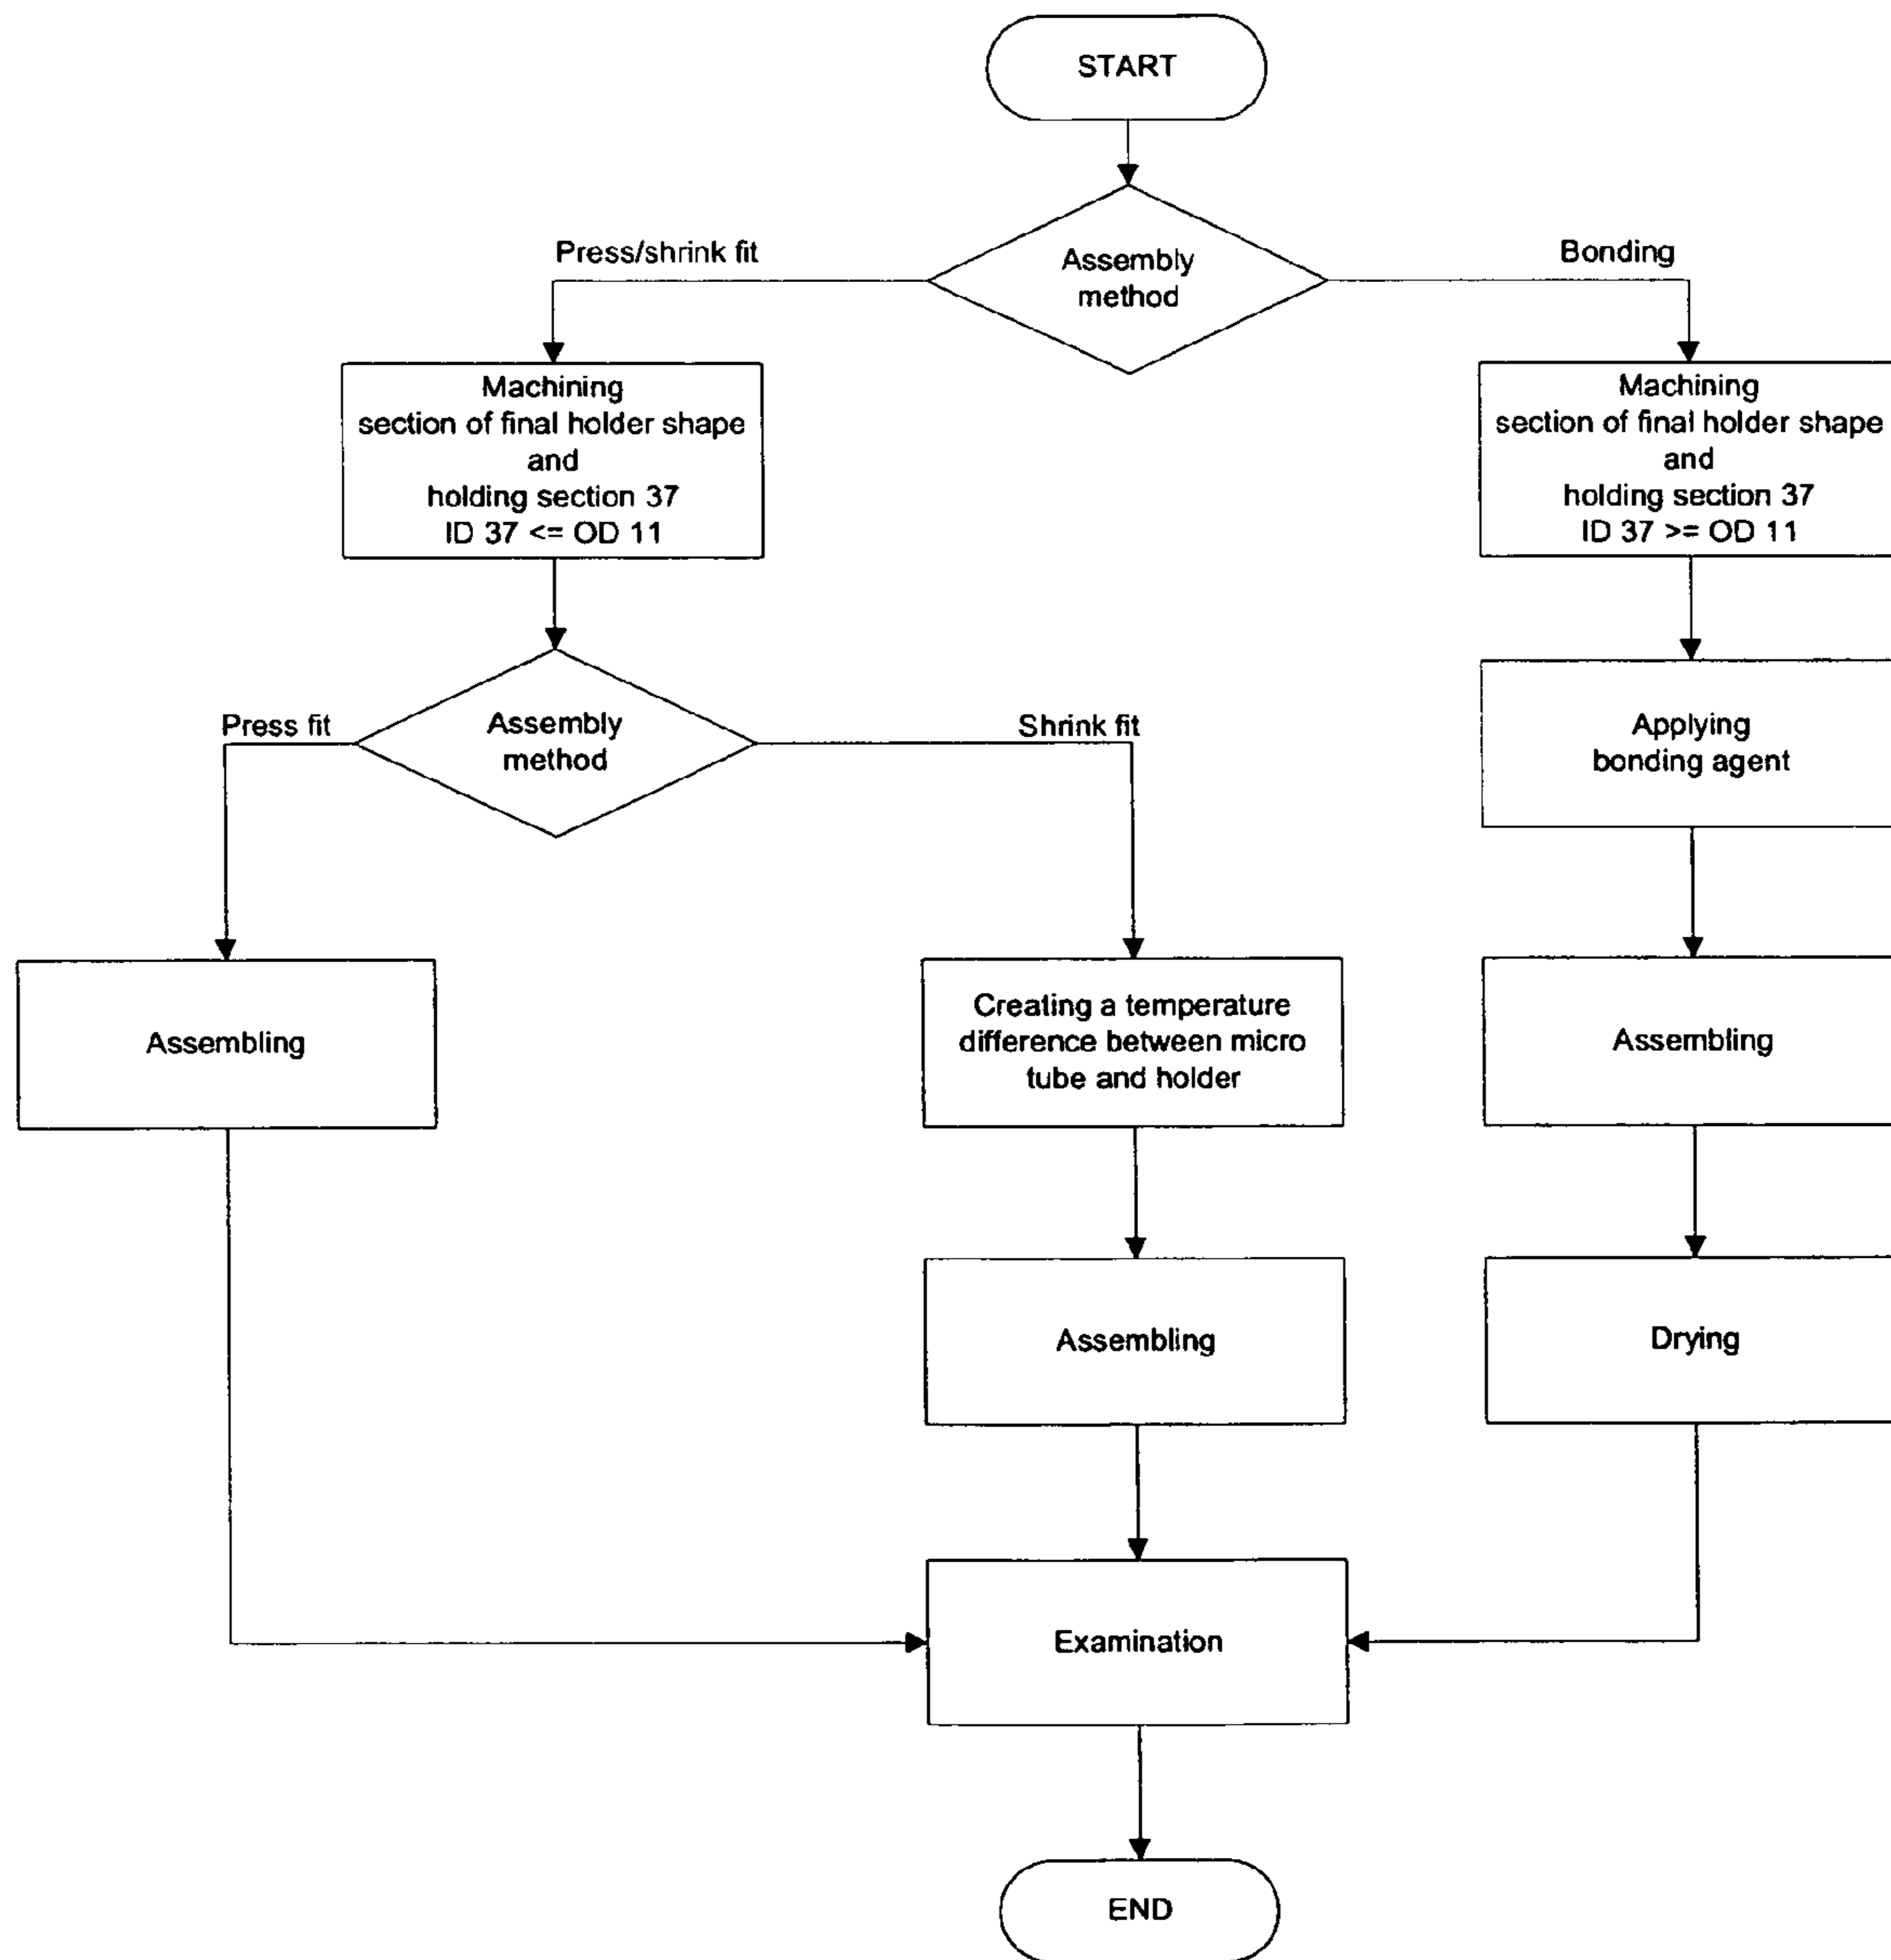 START
Press/shrink fit
Assembly
method
Bonding
Machining
section of final holder shape
and
holding section 37
ID 37 <= OD 11
Machining
section of final holder shape
and
holding section 37
ID 37 >= OD 11
Press fit
Assembly
method
Shrink fit
Applying
bonding agent
Assembling
Creating a temperature
difference between micro
tube and holder
Assembling
Assembling
Drying
Examination
END